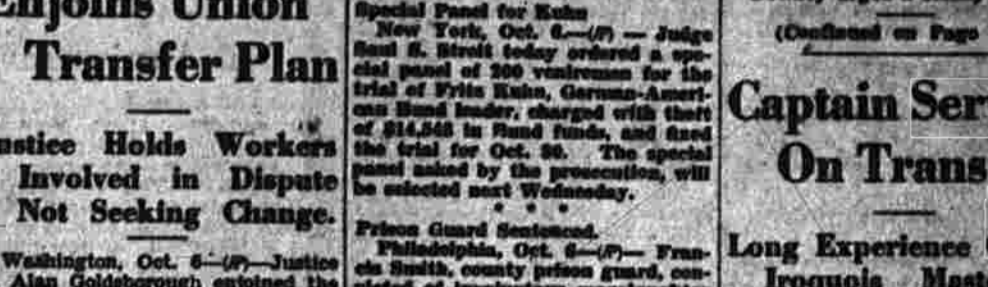 Enjoins Union
Transfer Plan
ustice Holds Workers
Involved in Dispute
Not Seeking Change.
Washington, Oct. 6—(AP)—Justice
Alan Goldsborough enjoined the
Special Panel for Kuhn
New York, Oct. 6.—(AP) — Judge
Saul S. Streit today ordered a spe-
cial panel of 200 veniremen for the
trial of Fritz Kuhn, German-Ameri-
can Bund leader, charged with theft
of $14,548 in Bund funds, and fixed
the trial for Oct. 30. The special
panel asked by the prosecution, will
be selected next Wednesday.
* * *
Prison Guard Sentenced.
Philadelphia, Oct. 6—(AP)— Fran-
cis Smith, county prison guard, con-
(Continued on Page
Captain Ser
On Trans
Long Experience
Iroquois Mast